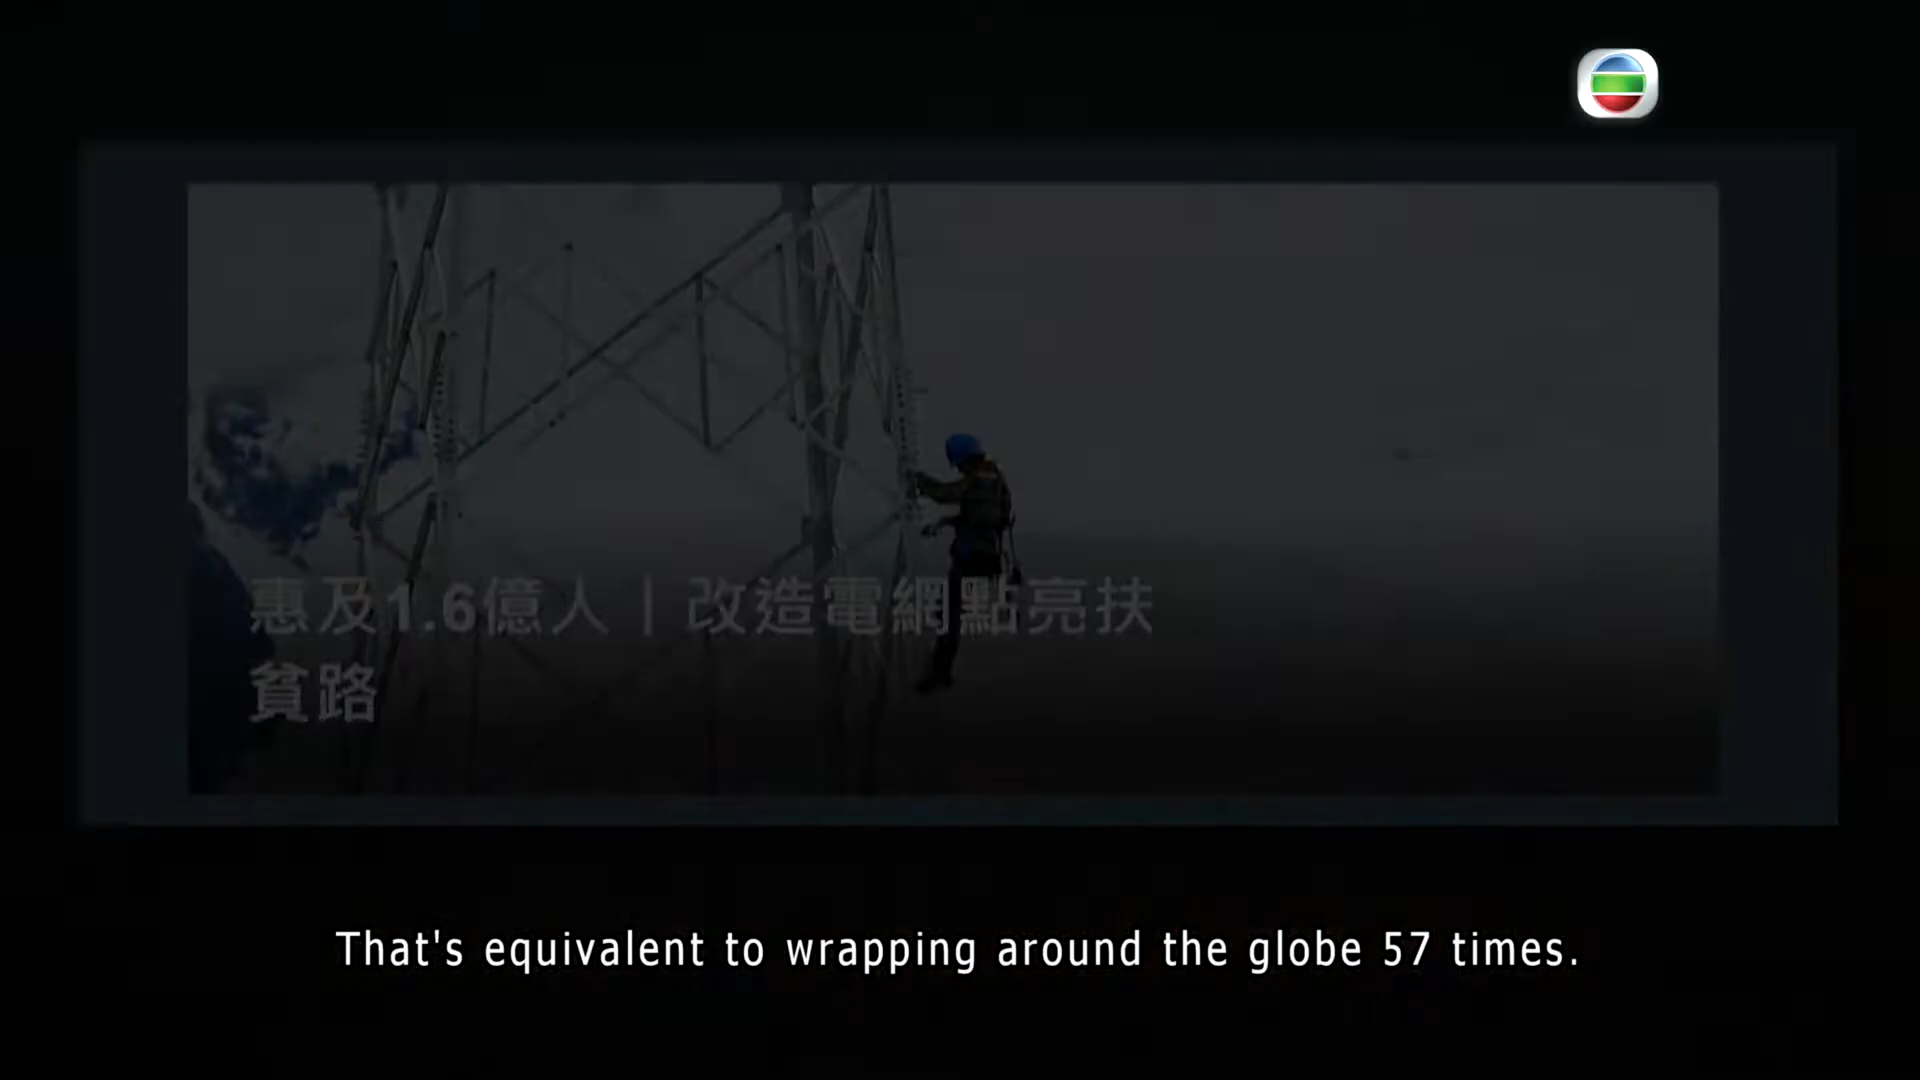 惠及1.6億人｜改造電網點亮扶
貧路
That's equivalent to wrapping around the globe 57 times.